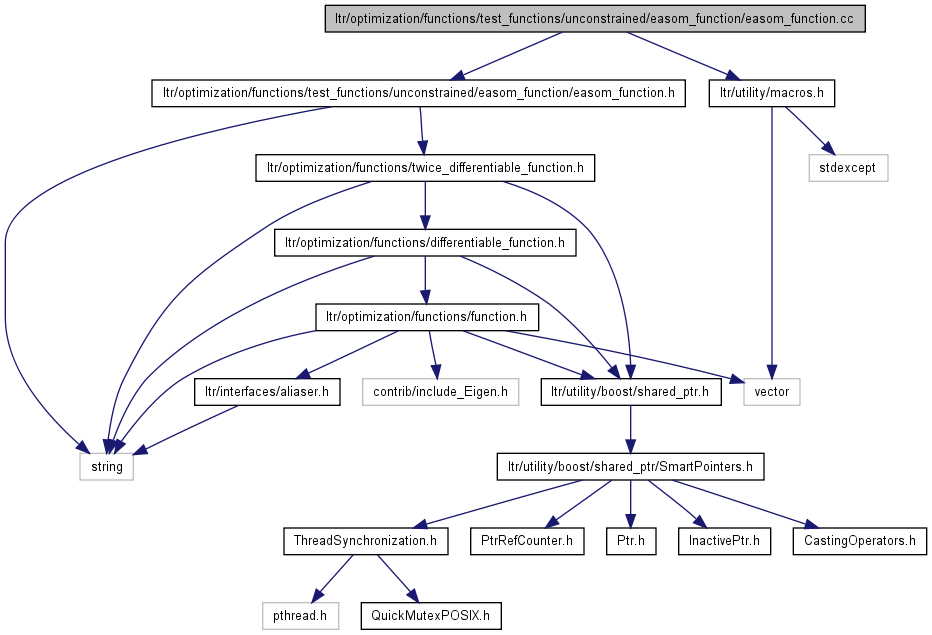 ltr/optimization/functions/test_functions/unconstrained/easom_function/easom_function.cc
ltr/optimization/functions/test_functions/unconstrained/easom_function/easom_function.h
ltr/utility/macros.h
ltr/optimization/functions/twice_differentiable_function.h
stdexcept
ltr/optimization/functions/differentiable_function.h
ltr/optimization/functions/function.h
ltr/interfaces/aliaser.h
contrib/include_Eigen.h
ltr/utility/boost/shared_ptr.h
vector
string
ltr/utility/boost/shared_ptr/SmartPointers.h
ThreadSynchronization.h
PtrRefCounter.h
Ptr.h
InactivePtr.h
CastingOperators.h
pthread.h
QuickMutexPOSIX.h